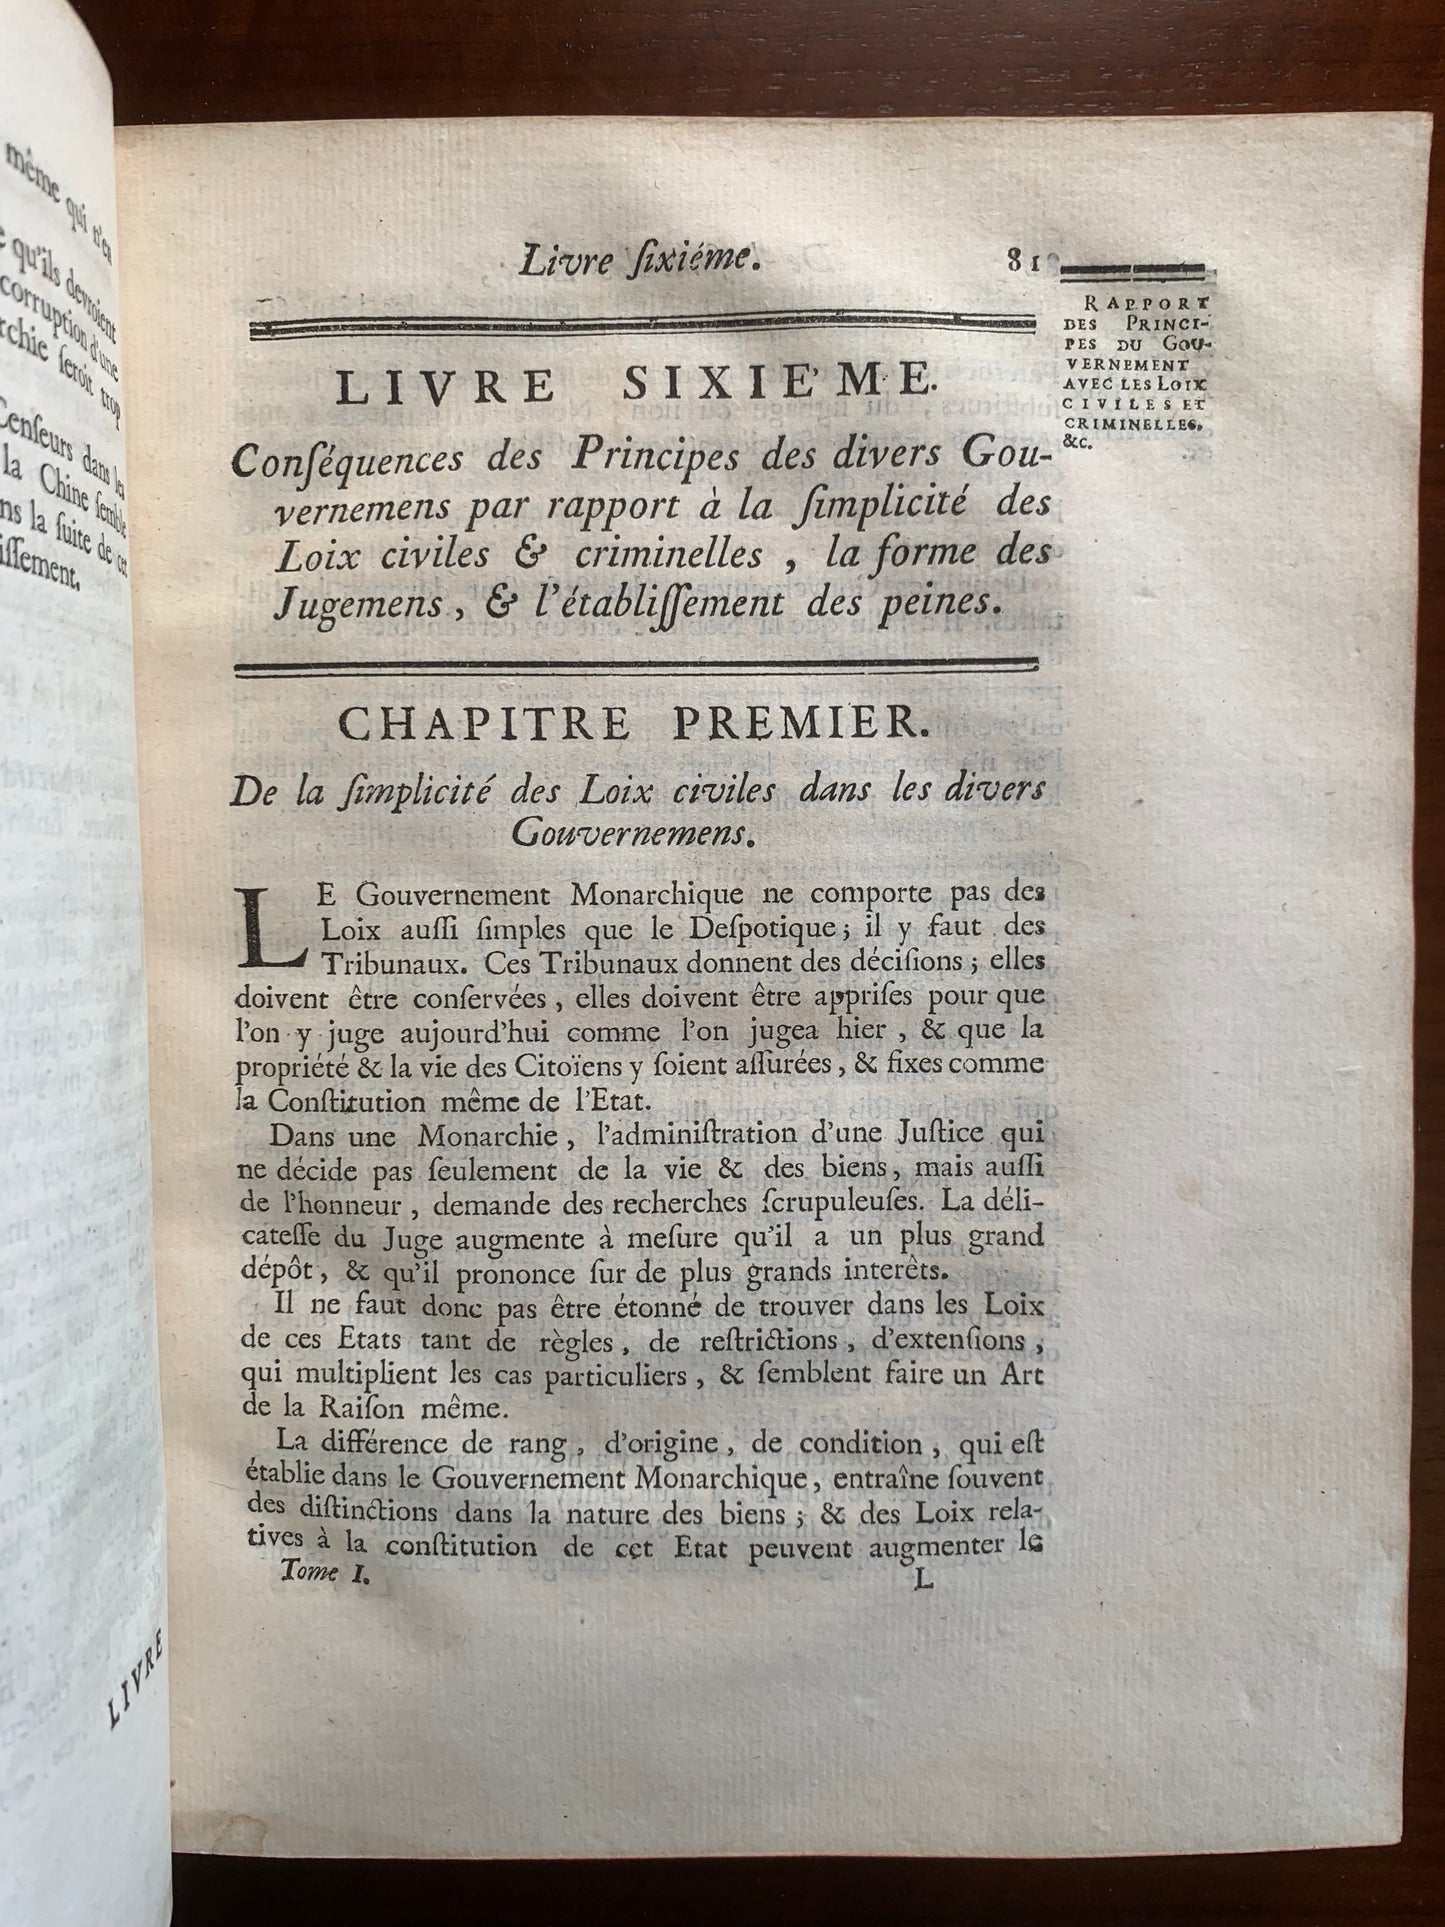 même qui n'en
qu'ils devroient
corruption d'une
ſeroit trop
Cenſeurs dans les
la Chine ſemble
la ſuite de cet
LIVRE
Livre ſixiéme. 81
RAPPORT
DES PRINCI-
PES DU GOU-
VERNEMENT
AVEC LES LOIX
CIVILES ET
CRIMINELLES,
&c.
LIVRE SIXIE'ME.
Conſéquences des Principes des divers Gou-
vernemens par rapport à la ſimplicité des
Loix civiles & criminelles, la forme des
Jugemens, & l'établiſſement des peines.
CHAPITRE PREMIER.
De la ſimplicité des Loix civiles dans les divers
Gouvernemens.
LE Gouvernement Monarchique ne comporte pas des
Loix auſſi ſimples que le Deſpotique; il y faut des
Tribunaux. Ces Tribunaux donnent des déciſions; elles
doivent être conſervées, elles doivent être appriſes pour que
l'on y juge aujourd'hui comme l'on jugea hier, & que la
propriété & la vie des Citoïens y ſoient aſſurées, & fixes comme
la Conſtitution même de l'Etat.
Dans une Monarchie, l'adminiſtration d'une Juſtice qui
ne décide pas ſeulement de la vie & des biens, mais auſſi
de l'honneur, demande des recherches ſcrupuleuſes. La déli-
cateſſe du Juge augmente à meſure qu'il a un plus grand
dépôt, & qu'il prononce ſur de plus grands interêts.
Il ne faut donc pas être étonné de trouver dans les Loix
de ces Etats tant de règles, de reſtrictions, d'extenſions,
qui multiplient les cas particuliers, & ſemblent faire un Art
de la Raiſon même.
La différence de rang, d'origine, de condition, qui eſt
établie dans le Gouvernement Monarchique, entraîne ſouvent
des diſtinctions dans la nature des biens; & des Loix rela-
tives à la conſtitution de cet Etat peuvent augmenter le
Tome I. L